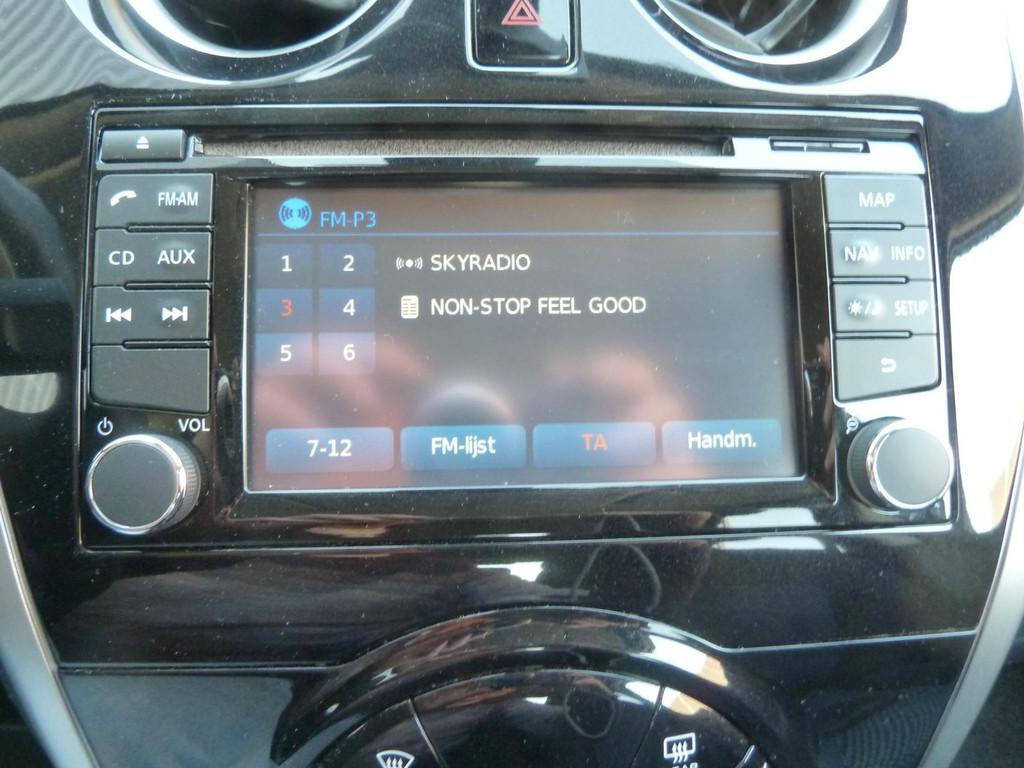 FM-AM
CD AUX
VOL
FM-P3 TA
1 2 SKYRADIO
3 4 NON-STOP FEEL GOOD
5 6
7-12 FM-lijst TA Handm.
MAP
NAV INFO
SETUP